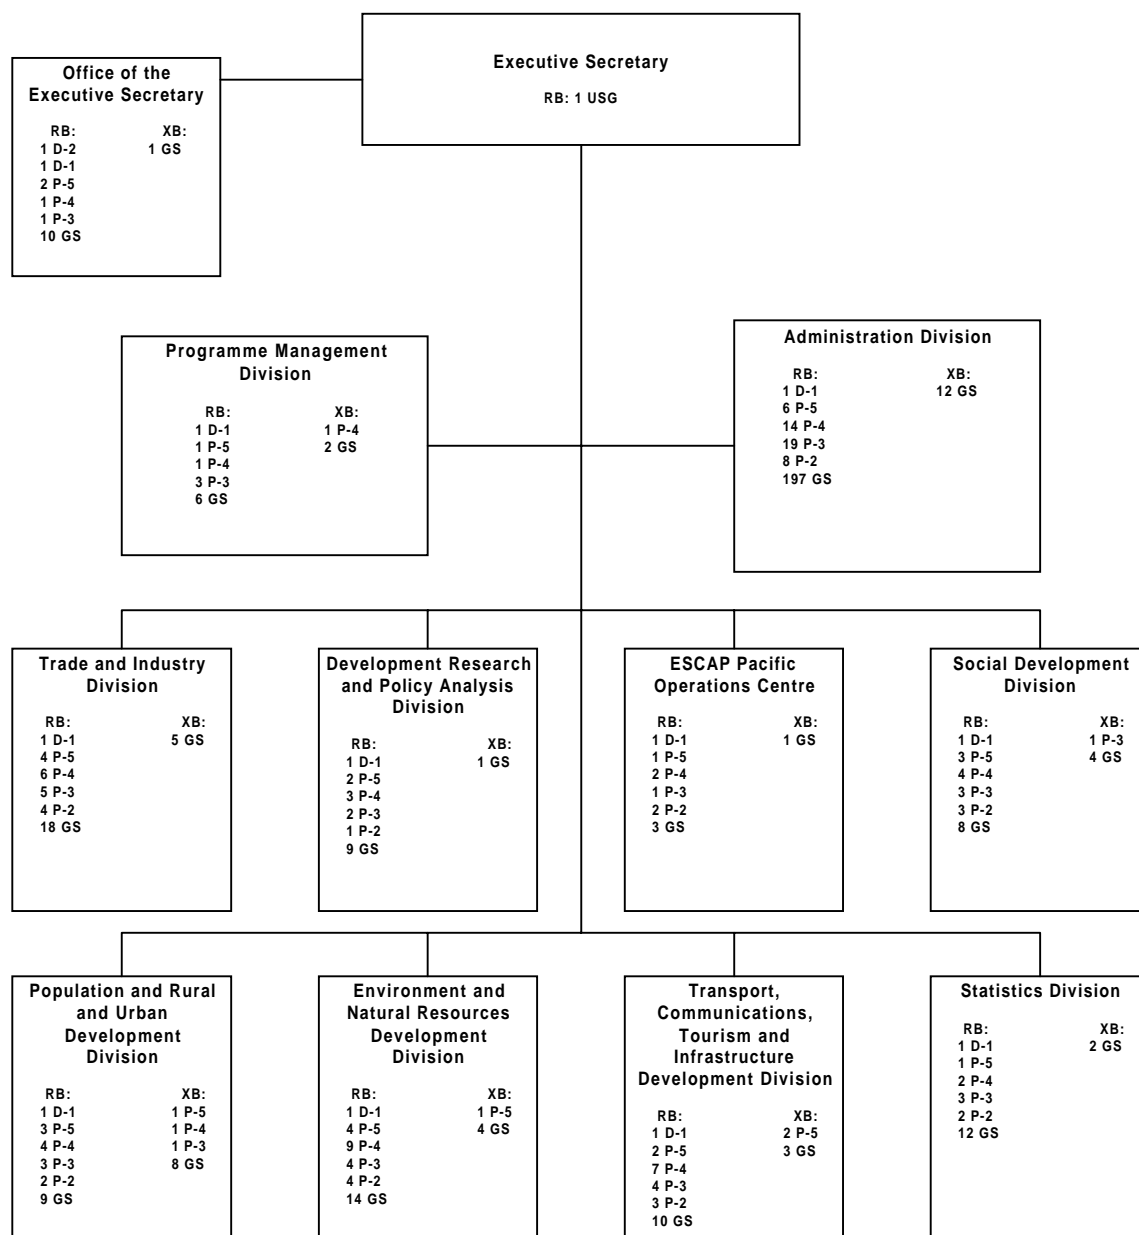 Executive Secretary
RB: 1 USG
Office of the
Executive Secretary
RB: XB:
1 D-2 1 GS
1 D-1
2 P-5
1 P-4
1 P-3
10 GS
Programme Management
Division
RB: XB:
1 D-1 1 P-4
1 P-5 2 GS
1 P-4
3 P-3
6 GS
Administration Division
RB: XB:
1 D-1 12 GS
6 P-5
14 P-4
19 P-3
8 P-2
197 GS
Trade and Industry
Division
RB: XB:
1 D-1 5 GS
4 P-5
6 P-4
5 P-3
4 P-2
18 GS
Development Research
and Policy Analysis
Division
RB: XB:
1 D-1 1 GS
2 P-5
3 P-4
2 P-3
1 P-2
9 GS
ESCAP Pacific
Operations Centre
RB: XB:
1 D-1 1 GS
1 P-5
2 P-4
1 P-3
2 P-2
3 GS
Social Development
Division
RB: XB:
1 D-1 1 P-3
3 P-5 4 GS
4 P-4
3 P-3
3 P-2
8 GS
Population and Rural
and Urban
Development
Division
RB: XB:
1 D-1 1 P-5
3 P-5 1 P-4
4 P-4 1 P-3
3 P-3 8 GS
2 P-2
9 GS
Environment and
Natural Resources
Development
Division
RB: XB:
1 D-1 1 P-5
4 P-5 4 GS
9 P-4
4 P-3
4 P-2
14 GS
Transport,
Communications,
Tourism and
Infrastructure
Development Division
RB: XB:
1 D-1 2 P-5
2 P-5 3 GS
7 P-4
4 P-3
3 P-2
10 GS
Statistics Division
RB: XB:
1 D-1 2 GS
1 P-5
2 P-4
3 P-3
2 P-2
12 GS